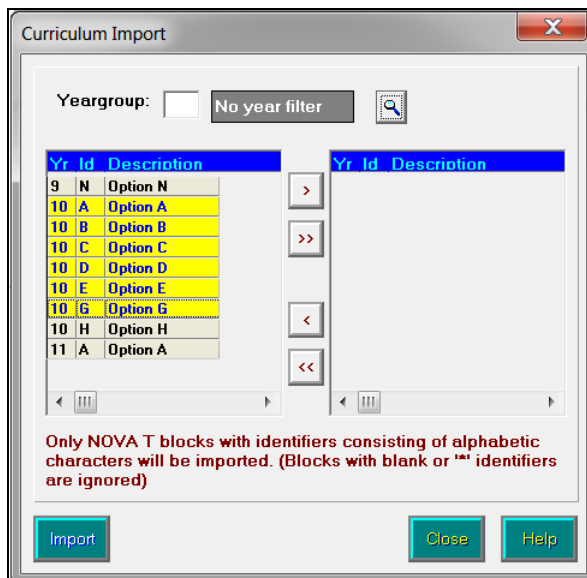 Curriculum Import
X
Yeargroup: No year filter
Yr Id Description
9 N Option N
10 A Option A
10 B Option B
10 C Option C
10 D Option D
10 E Option E
10 G Option G
10 H Option H
11 A Option A
>
>>
<
<<
Yr Id Description
Only NOVA T blocks with identifiers consisting of alphabetic
characters will be imported. (Blocks with blank or '*' identifiers
are ignored)
Import Close Help